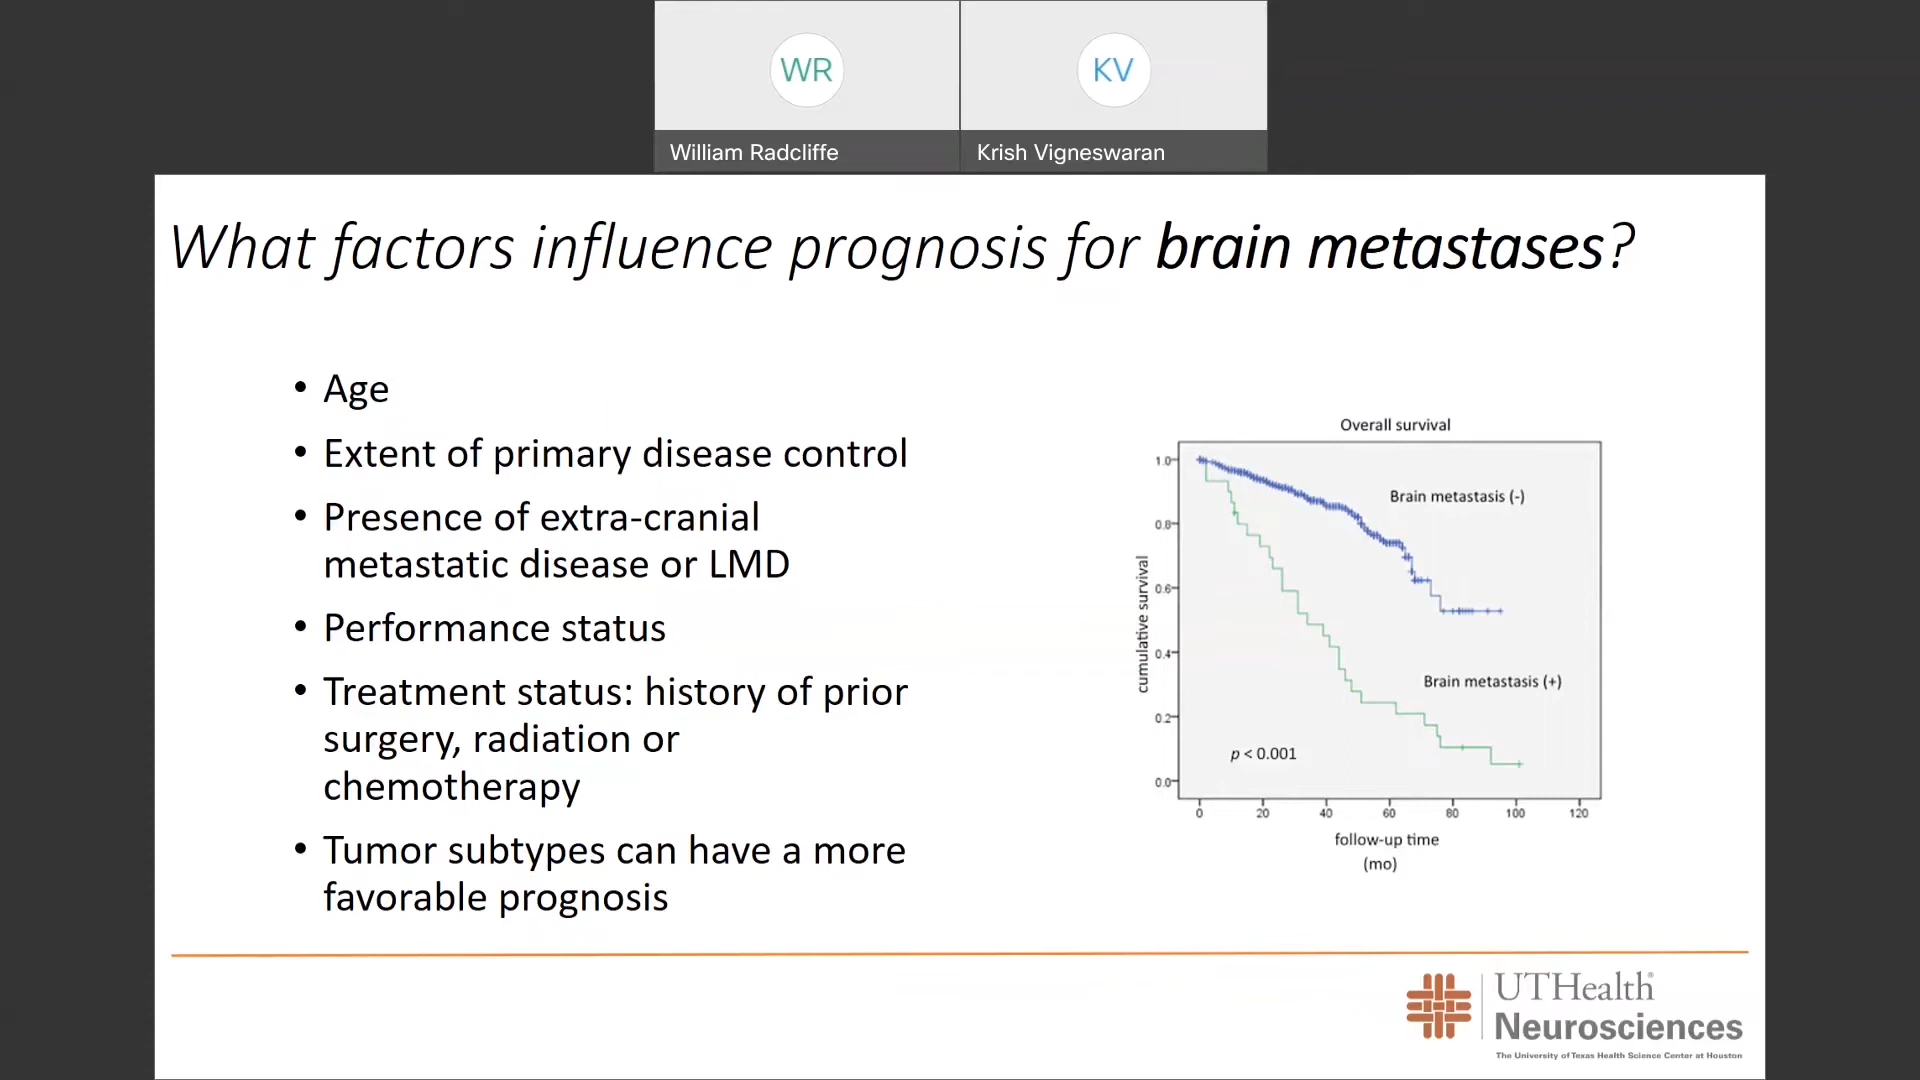 WR
KV
William Radcliffe
Krish Vigneswaran
What factors influence prognosis for brain metastases?
• Age
• Extent of primary disease control
• Presence of extra-cranial
metastatic disease or LMD
• Performance status
• Treatment status: history of prior
surgery, radiation or
chemotherapy
• Tumor subtypes can have a more
favorable prognosis
Overall survival
1.0
0.8
0.6
0.4
0.2
0.0
cumulative survival
Brain metastasis (-)
Brain metastasis (+)
p < 0.001
0 20 40 60 80 100 120
follow-up time
(mo)
UTHealth®
Neurosciences
The University of Texas Health Science Center at Houston